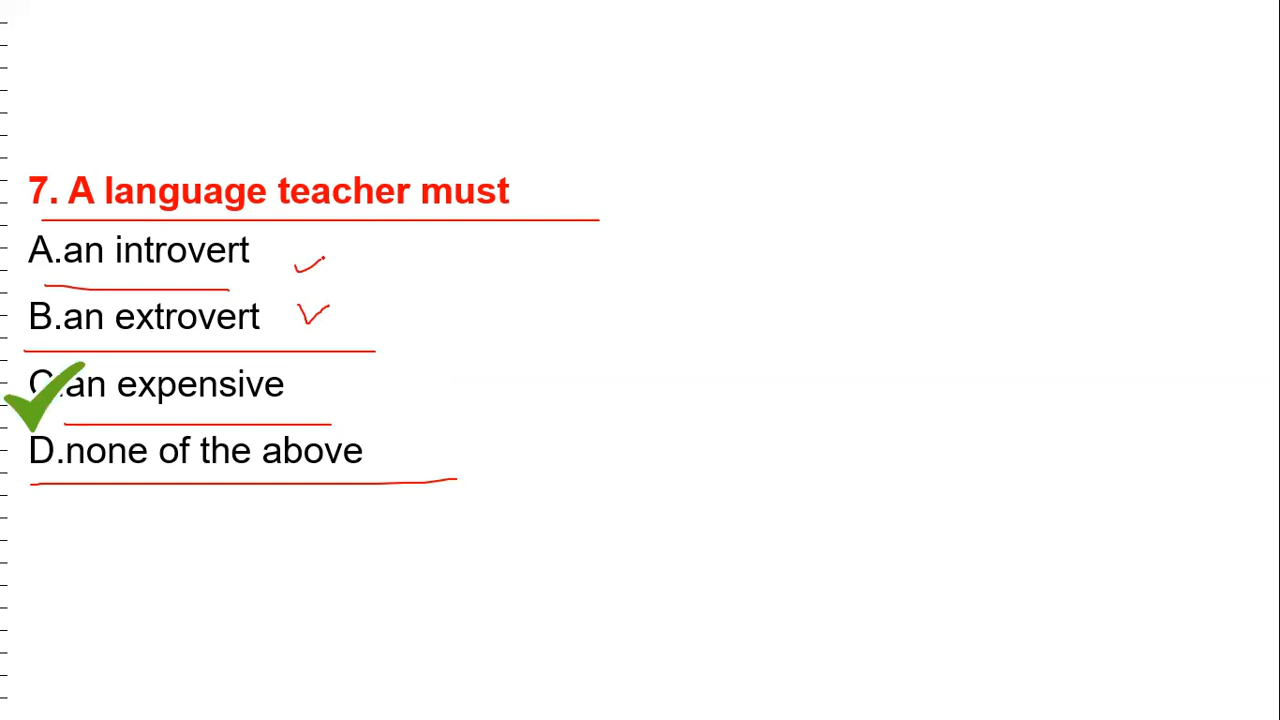 7. A language teacher must
A.an introvert
B.an extrovert
C.an expensive
D.none of the above